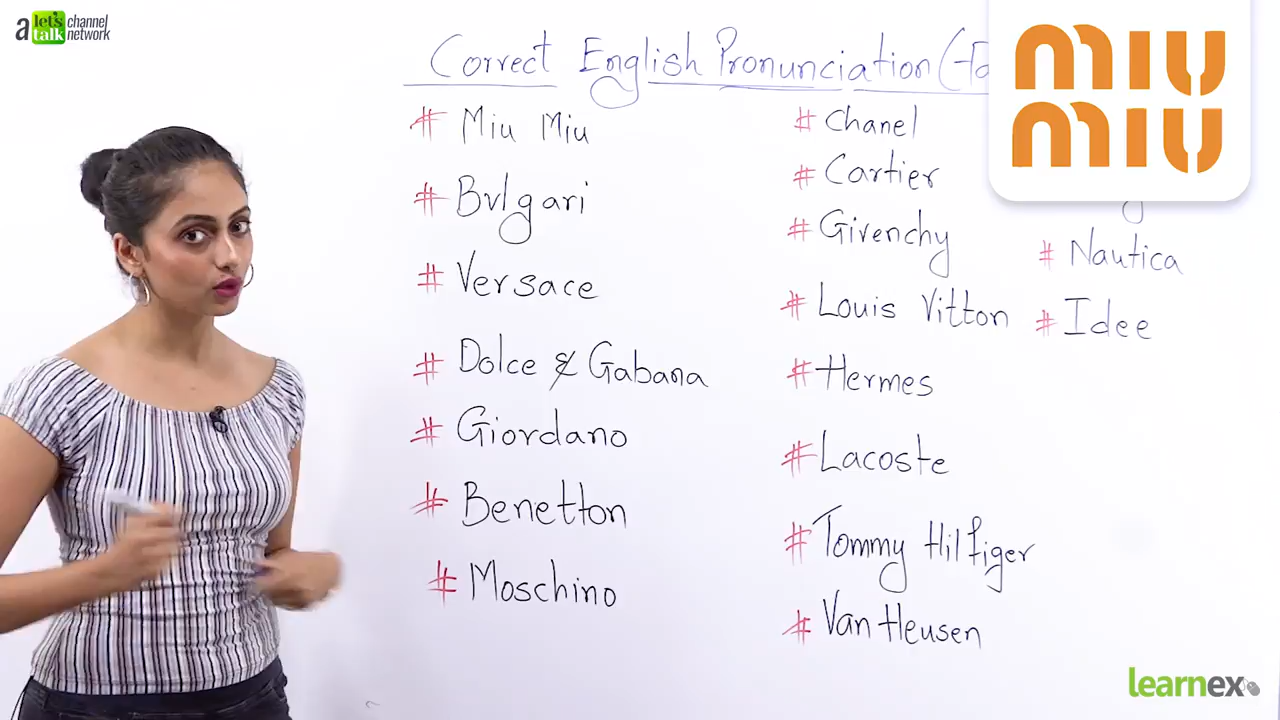 a let's talk channel network
Correct English Pronunciation (Fa
# Miu Miu
# Bvlgari
# Versace
# Dolce & Gabana
# Giordano
# Benetton
# Moschino
# Chanel
# Cartier
# Givenchy
# Louis Vitton
# Hermes
# Lacoste
# Tommy Hilfiger
# Van Heusen
MIU
MIU
# Nautica
# Idee
learnex